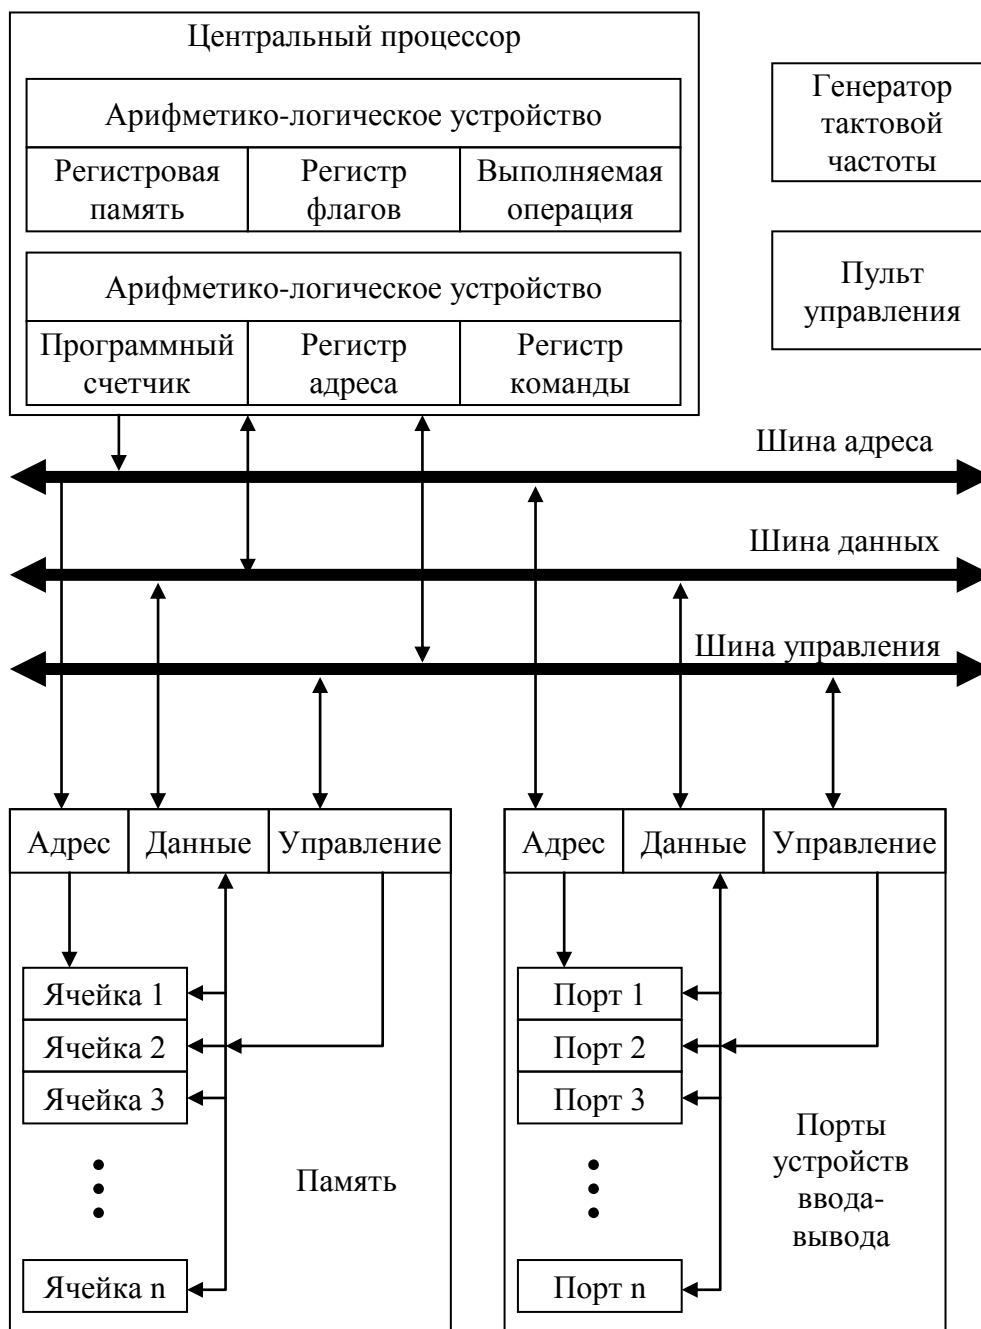 Центральный процессор
Арифметико-логическое устройство
Регистровая
память
Регистр
флагов
Выполняемая
операция
Арифметико-логическое устройство
Программный
счетчик
Регистр
адреса
Регистр
команды
Генератор
тактовой
частоты
Пульт
управления
Шина адреса
Шина данных
Шина управления
Адрес
Данные
Управление
Ячейка 1
Ячейка 2
Ячейка 3
Ячейка n
Память
Адрес
Данные
Управление
Порт 1
Порт 2
Порт 3
Порт n
Порты
устройств
ввода-
вывода